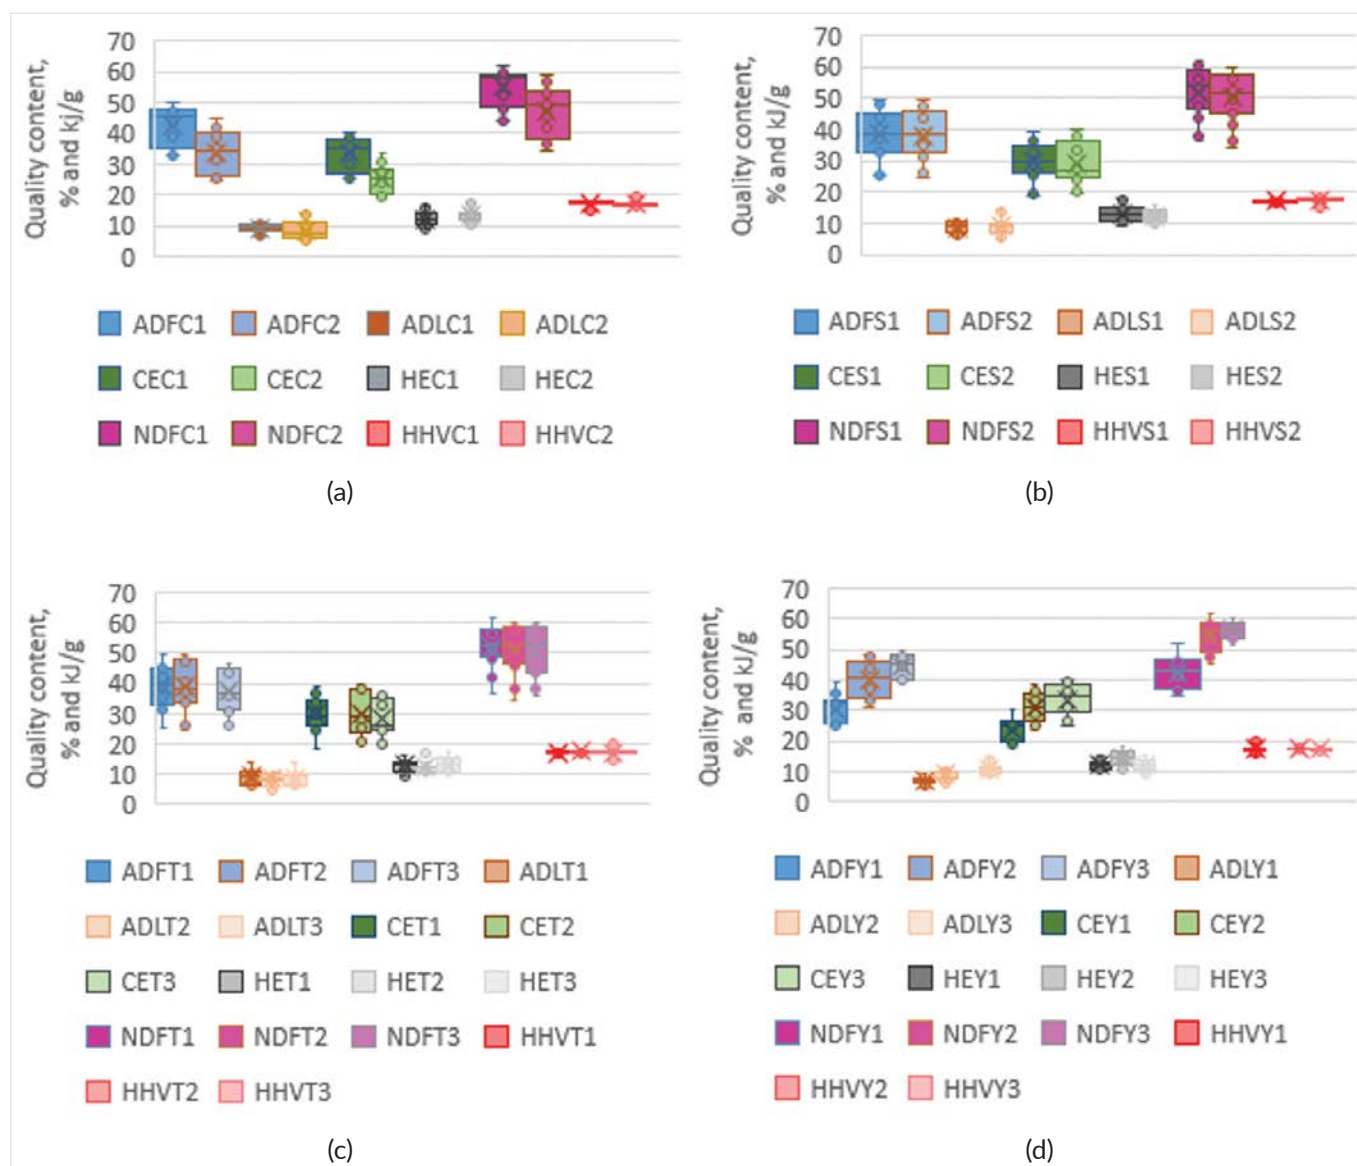 Quality content,
% and kj/g
70
60
50
40
30
20
10
0
ADFC1 ADFC2 ADLC1 ADLC2
CEC1 CEC2 HEC1 HEC2
NDFC1 NDFC2 HHVC1 HHVC2
(a)
Quality content,
% and kJ/g
70
60
50
40
30
20
10
0
ADFS1 ADFS2 ADLS1 ADLS2
CES1 CES2 HES1 HES2
NDFS1 NDFS2 HHVS1 HHVS2
(b)
Quality content,
% and kJ/g
70
60
50
40
30
20
10
0
ADFT1 ADFT2 ADFT3 ADLT1
ADLT2 ADLT3 CET1 CET2
CET3 HET1 HET2 HET3
NDFT1 NDFT2 NDFT3 HHVT1
HHVT2 HHVT3
(c)
Quality content,
% and kJ/g
70
60
50
40
30
20
10
0
ADFY1 ADFY2 ADFY3 ADLY1
ADLY2 ADLY3 CEY1 CEY2
CEY3 HEY1 HEY2 HEY3
NDFY1 NDFY2 NDFY3 HHVY1
HHVY2 HHVY3
(d)